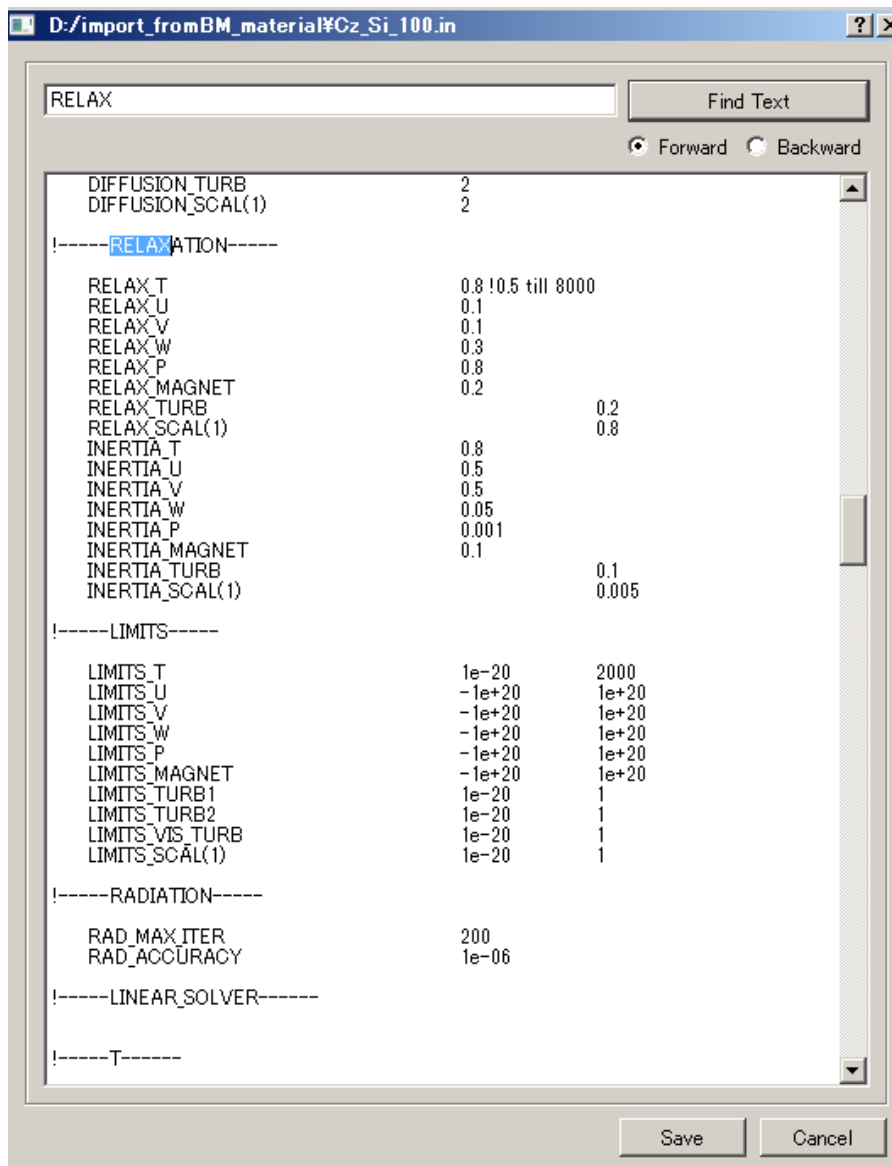 D:/import_fromBM_material¥Cz_Si_100.in
RELAX
Find Text
Forward Backward
DIFFUSION_TURB 2
DIFFUSION_SCAL(1) 2
!-----RELAXATION-----
RELAX_T 0.8 !0.5 till 8000
RELAX_U 0.1
RELAX_V 0.1
RELAX_W 0.3
RELAX_P 0.8
RELAX_MAGNET 0.2
RELAX_TURB 0.2
RELAX_SCAL(1) 0.8
INERTIA_T 0.8
INERTIA_U 0.5
INERTIA_V 0.5
INERTIA_W 0.05
INERTIA_P 0.001
INERTIA_MAGNET 0.1
INERTIA_TURB 0.1
INERTIA_SCAL(1) 0.005
!-----LIMITS-----
LIMITS_T 1e-20 2000
LIMITS_U -1e+20 1e+20
LIMITS_V -1e+20 1e+20
LIMITS_W -1e+20 1e+20
LIMITS_P -1e+20 1e+20
LIMITS_MAGNET -1e+20 1e+20
LIMITS_TURB1 1e-20 1
LIMITS_TURB2 1e-20 1
LIMITS_VIS_TURB 1e-20 1
LIMITS_SCAL(1) 1e-20 1
!-----RADIATION-----
RAD_MAX_ITER 200
RAD_ACCURACY 1e-06
!-----LINEAR_SOLVER------
!-----T------
Save Cancel